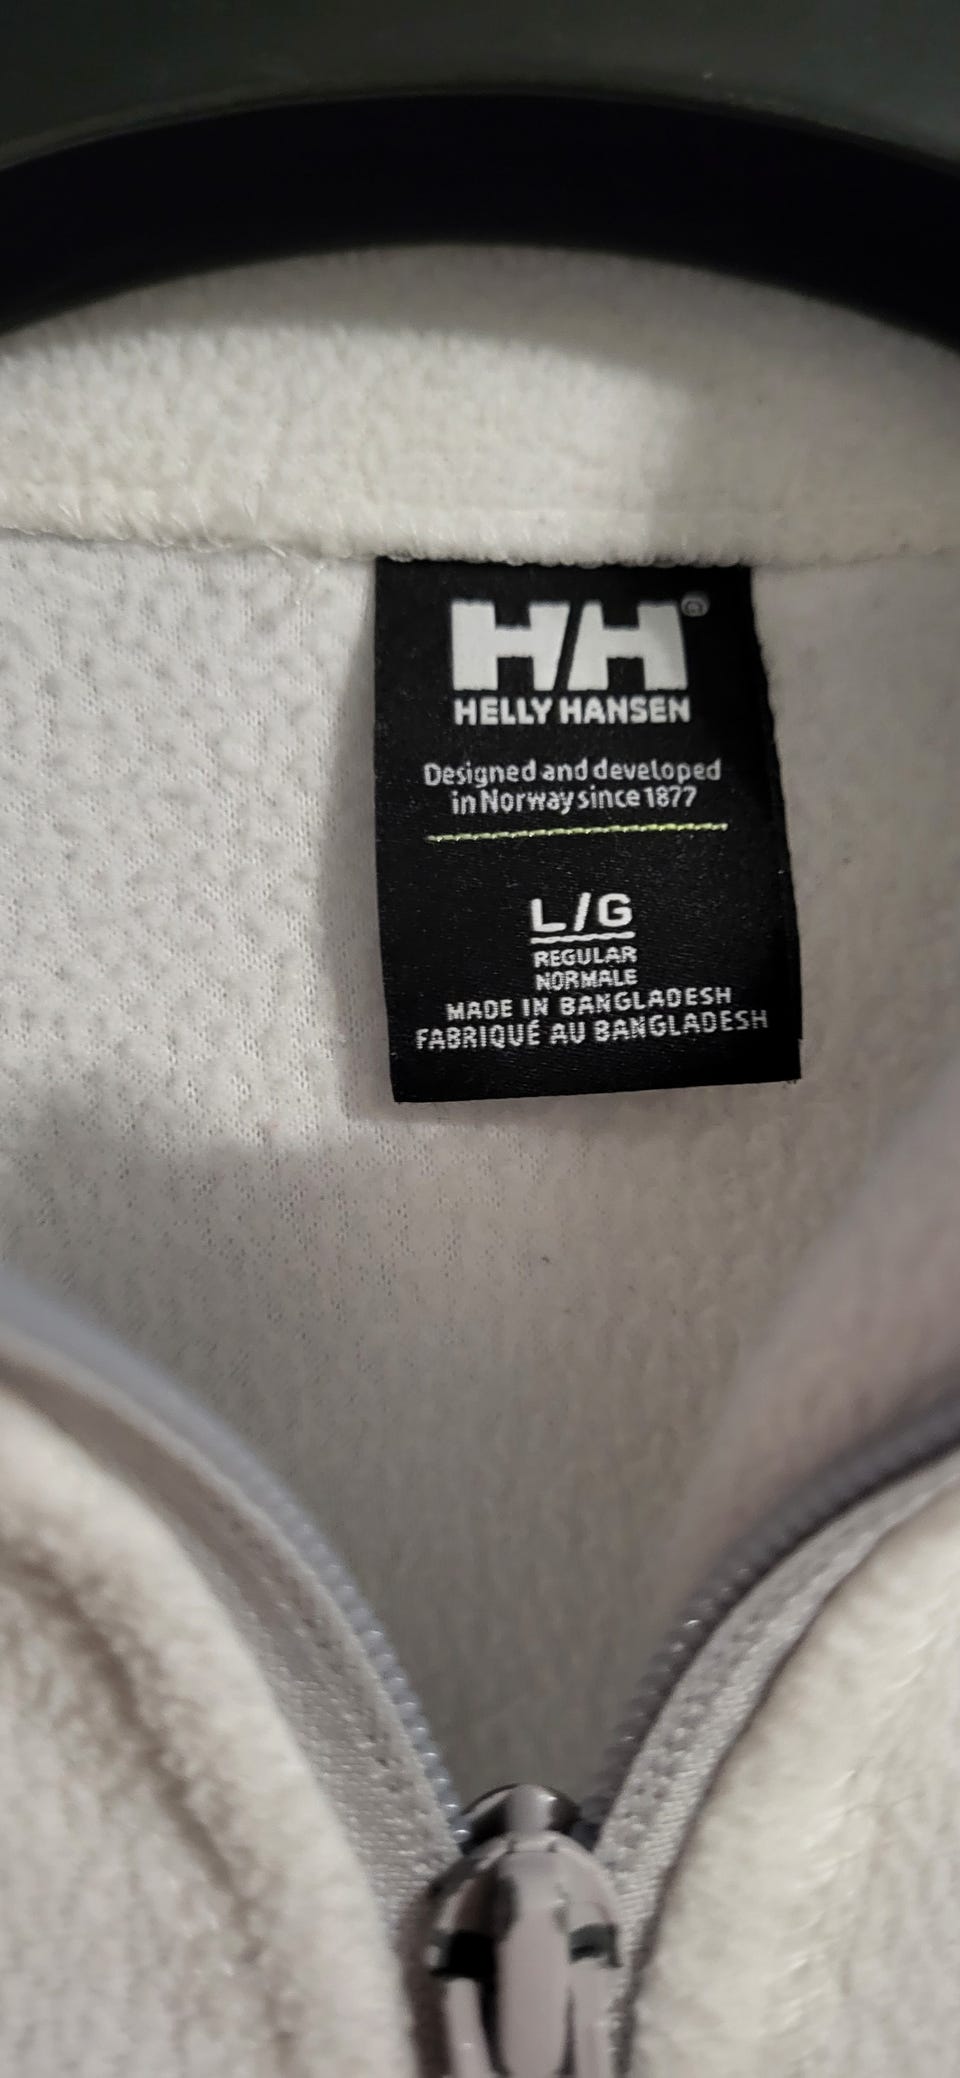 HH®
HELLY HANSEN
Designed and developed
in Norway since 1877
L/G
REGULAR
NORMALE
MADE IN BANGLADESH
FABRIQUÉ AU BANGLADESH